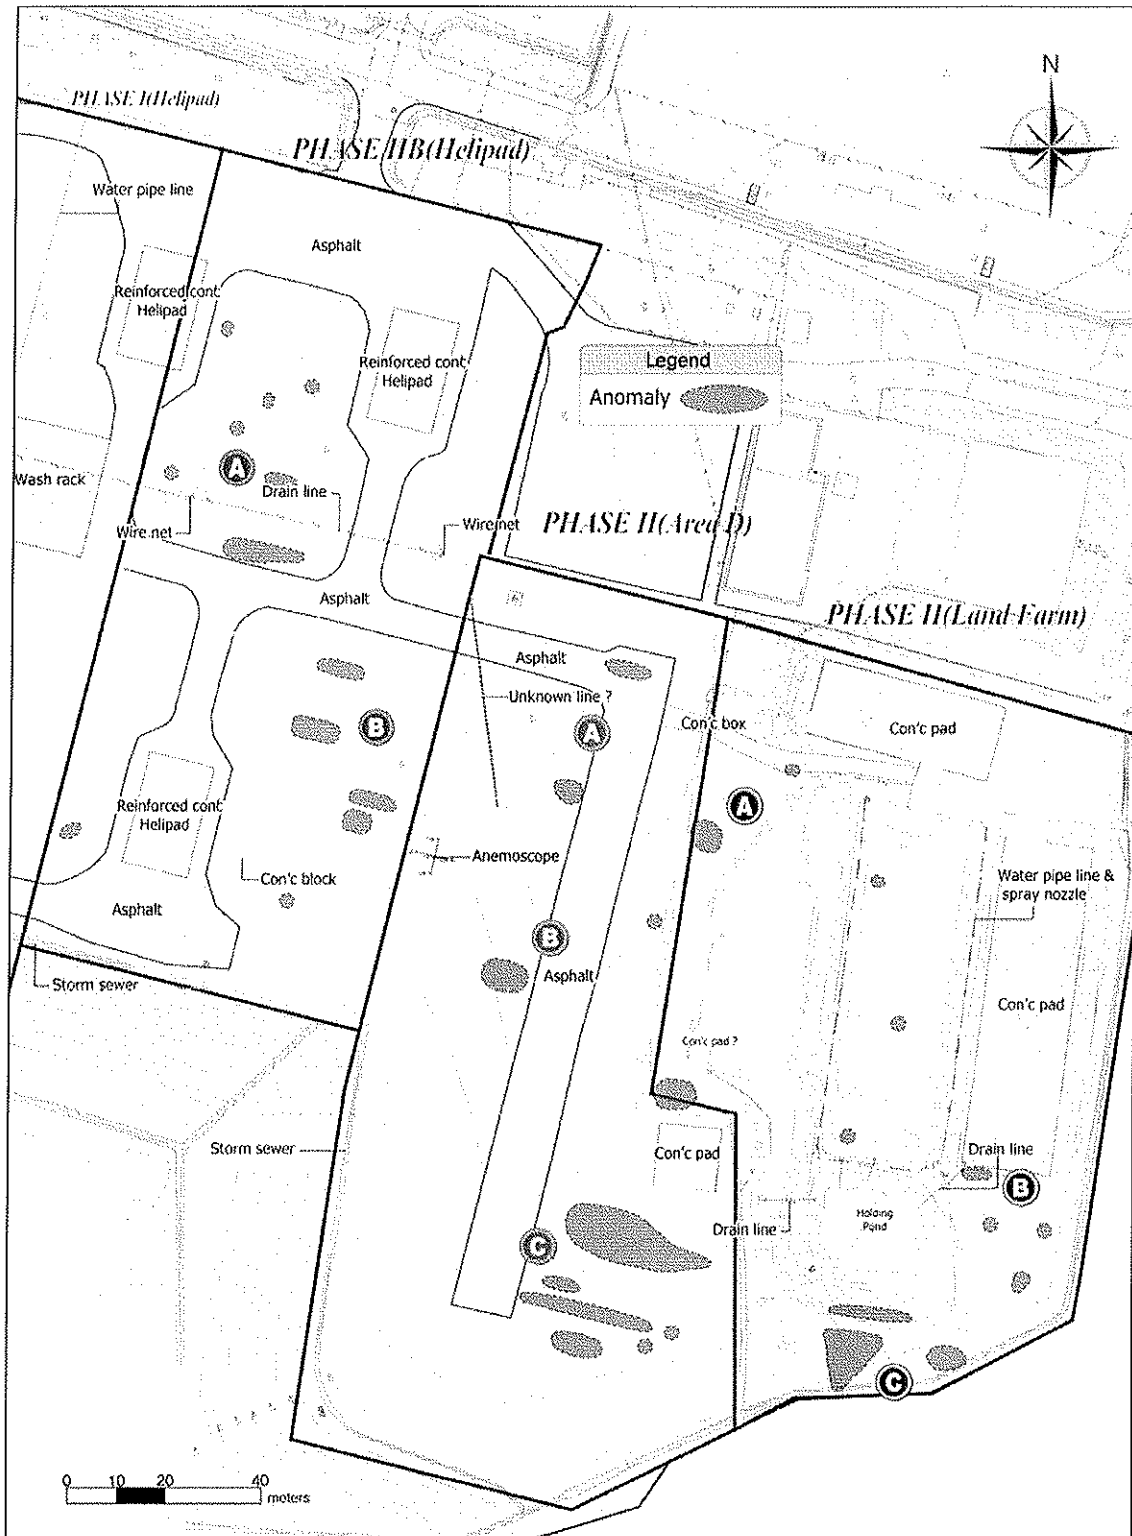 N
PHASE I(Helipad)
PHASE IIB(Helipad)
Water pipe line
Asphalt
Reinforced cont
Helipad
Reinforced cont
Helipad
Legend
Anomaly
Wash rack
A
Drain line
Wire net
Wire net
PHASE II(Area D)
Asphalt
PHASE II(Land Farm)
Asphalt
Unknown line ?
B
A
Con'c box
Con'c pad
Reinforced cont
Helipad
A
Anemoscope
Con'c block
Water pipe line &
spray nozzle
Asphalt
B
Asphalt
Storm sewer
Con'c pad
Con'c pad ?
Storm sewer
Con'c pad
Drain line
B
Holding
Pond
Drain line
C
C
0 10 20 40
meters